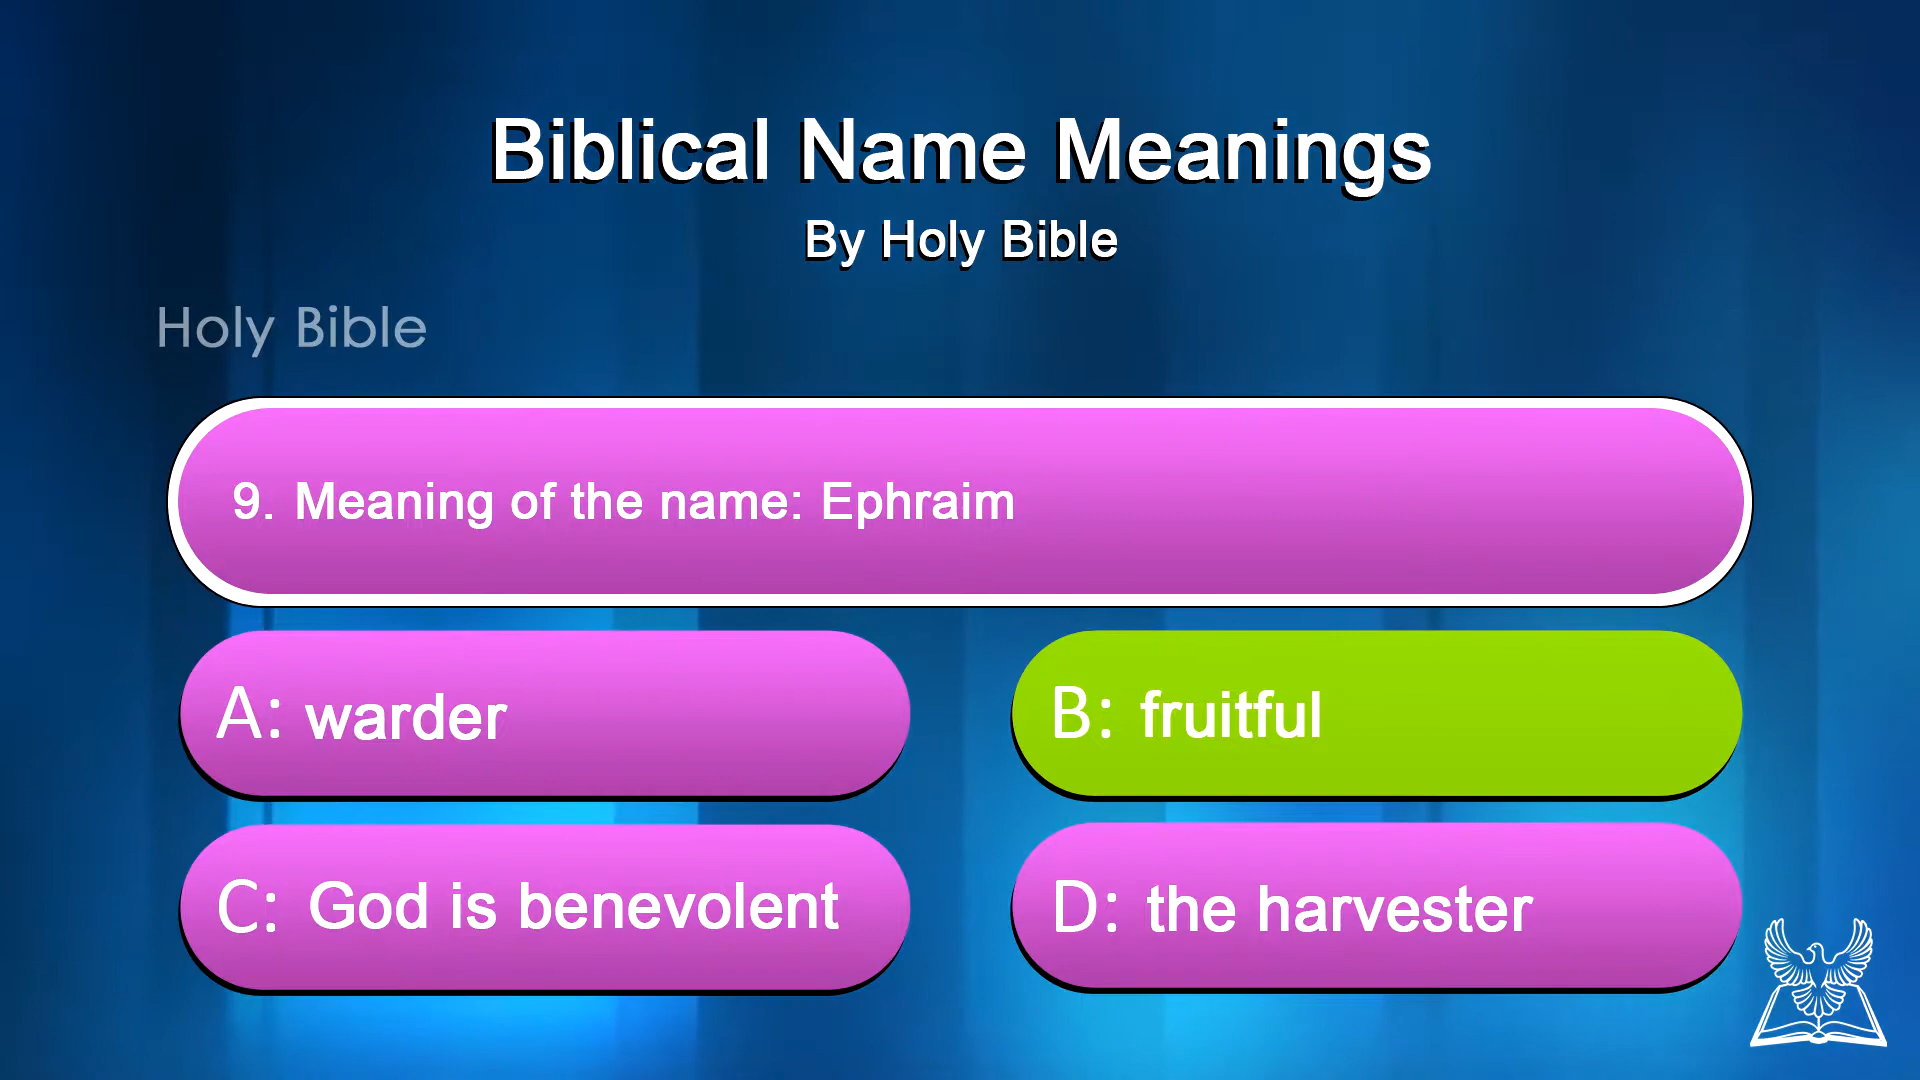 Biblical Name Meanings
By Holy Bible
Holy Bible
9. Meaning of the name: Ephraim
A: warder
B: fruitful
C: God is benevolent
D: the harvester